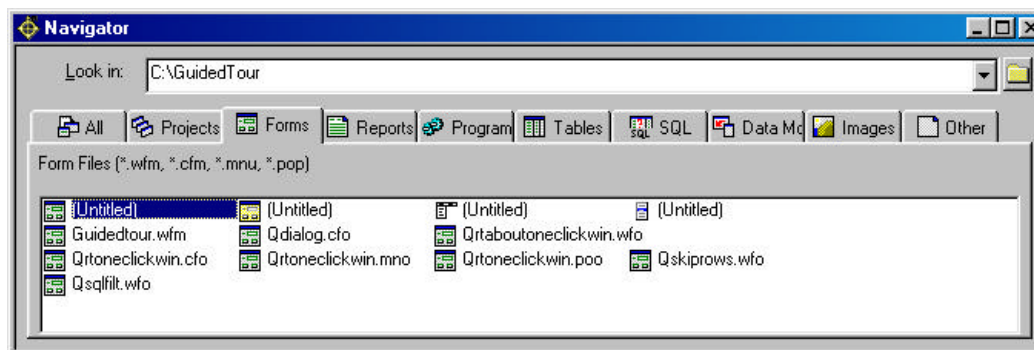 Navigator
Look in: C:\GuidedTour
All Projects Forms Reports Program Tables SQL SQL Data Mo Images Other
Form Files (*.wfm, *.cfm, *.mnu, *.pop)
(Untitled) (Untitled) (Untitled) (Untitled)
Guidedtour.wfm Qdialog.cfo Qrtaboutoneclickwin.wfo
Qrtoneclickwin.cfo Qrtoneclickwin.mno Qrtoneclickwin.poo Qskiprows.wfo
Qsqlfilt.wfo